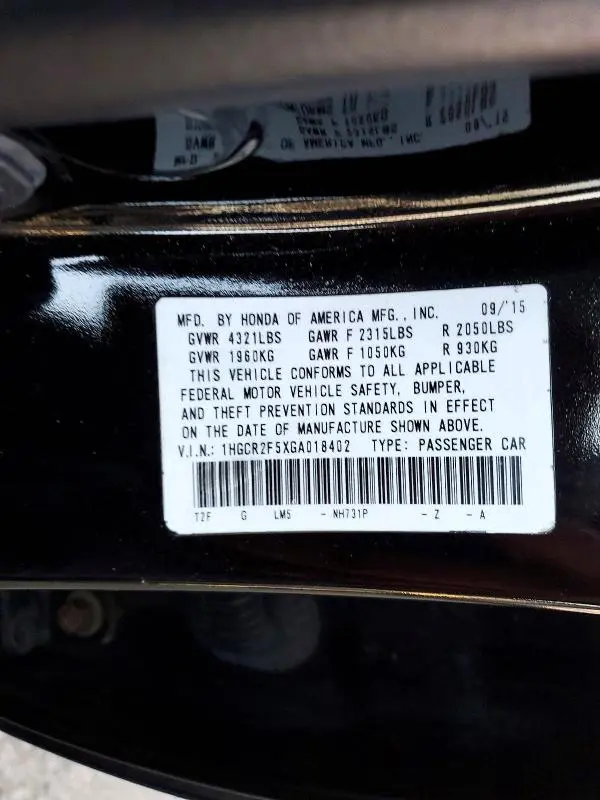 MFD. BY HONDA OF AMERICA MFG., INC. 09/'15
GVWR 4321LBS GAWR F 2315LBS R 2050LBS
GVWR 1960KG GAWR F 1050KG R 930KG
THIS VEHICLE CONFORMS TO ALL APPLICABLE
FEDERAL MOTOR VEHICLE SAFETY, BUMPER,
AND THEFT PREVENTION STANDARDS IN EFFECT
ON THE DATE OF MANUFACTURE SHOWN ABOVE.
V.I.N.: 1HGCR2F5XGA018402 TYPE: PASSENGER CAR
T2F G LM5 - NH731P - Z - A